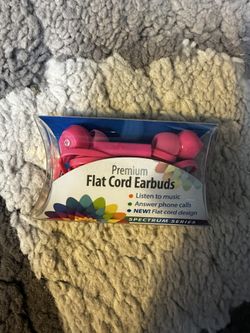 Premium
Flat Cord Earbuds
• Listen to music
• Answer phone calls
• NEW! Flat cord design
SPECTRUM SERIES